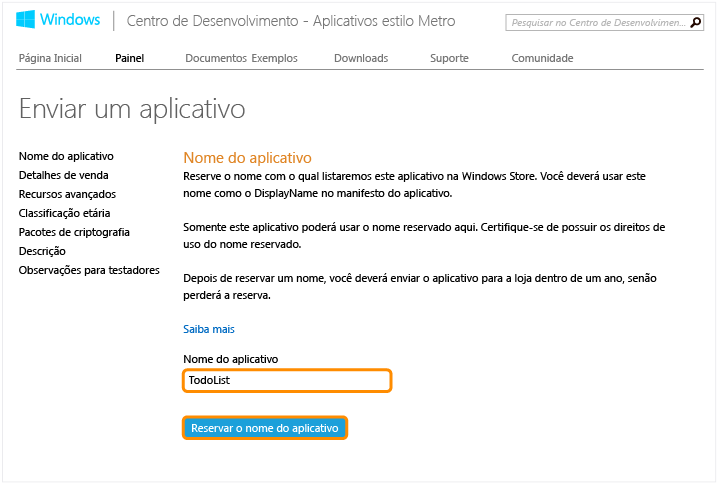 Windows
Centro de Desenvolvimento - Aplicativos estilo Metro
Pesquisar no Centro de Desenvolvimen...
Página Inicial Painel Documentos Exemplos Downloads Suporte Comunidade
Enviar um aplicativo
Nome do aplicativo
Detalhes de venda
Recursos avançados
Classificação etária
Pacotes de criptografia
Descrição
Observações para testadores
Nome do aplicativo
Reserve o nome com o qual listaremos este aplicativo na Windows Store. Você deverá usar este
nome como o DisplayName no manifesto do aplicativo.
Somente este aplicativo poderá usar o nome reservado aqui. Certifique-se de possuir os direitos de
uso do nome reservado.
Depois de reservar um nome, você deverá enviar o aplicativo para a loja dentro de um ano, senão
perderá a reserva.
Saiba mais
Nome do aplicativo
TodoList
Reservar o nome do aplicativo